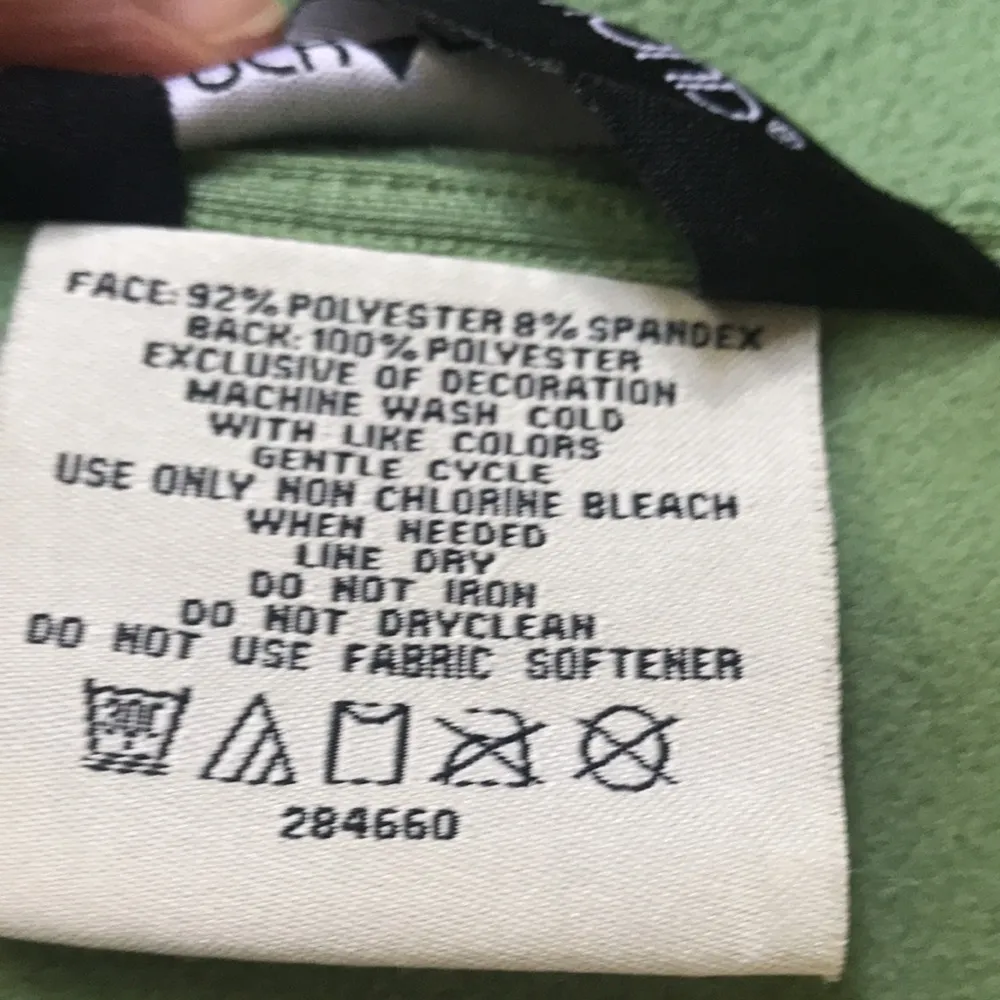 FACE: 92% POLYESTER 8% SPANDEX
BACK: 100% POLYESTER
EXCLUSIVE OF DECORATION
MACHINE WASH COLD
WITH LIKE COLORS
GENTLE CYCLE
USE ONLY NON CHLORINE BLEACH
WHEN NEEDED
LINE DRY
DO NOT IRON
DO NOT DRYCLEAN
DO NOT USE FABRIC SOFTENER
30C
284660